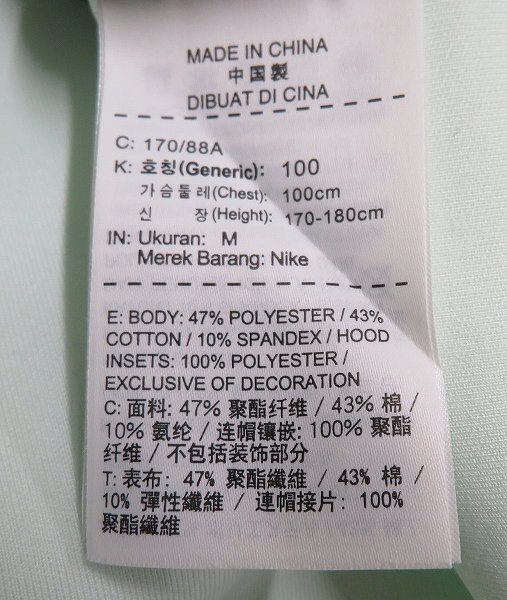 MADE IN CHINA
中国製
DIBUAT DI CINA
C: 170/88A
K: 호칭(Generic): 100
가슴둘레(Chest): 100cm
신 장(Height): 170-180cm
IN: Ukuran: M
Merek Barang: Nike
E: BODY: 47% POLYESTER / 43%
COTTON / 10% SPANDEX / HOOD
INSETS: 100% POLYESTER /
EXCLUSIVE OF DECORATION
C: 面料: 47% 聚酯纤维 / 43% 棉 /
10% 氨纶 / 连帽镶嵌: 100% 聚酯
纤维 / 不包括装饰部分
T: 表布: 47% 聚酯纖維 / 43% 棉 /
10% 彈性纖維 / 連帽接片: 100%
聚酯纖維